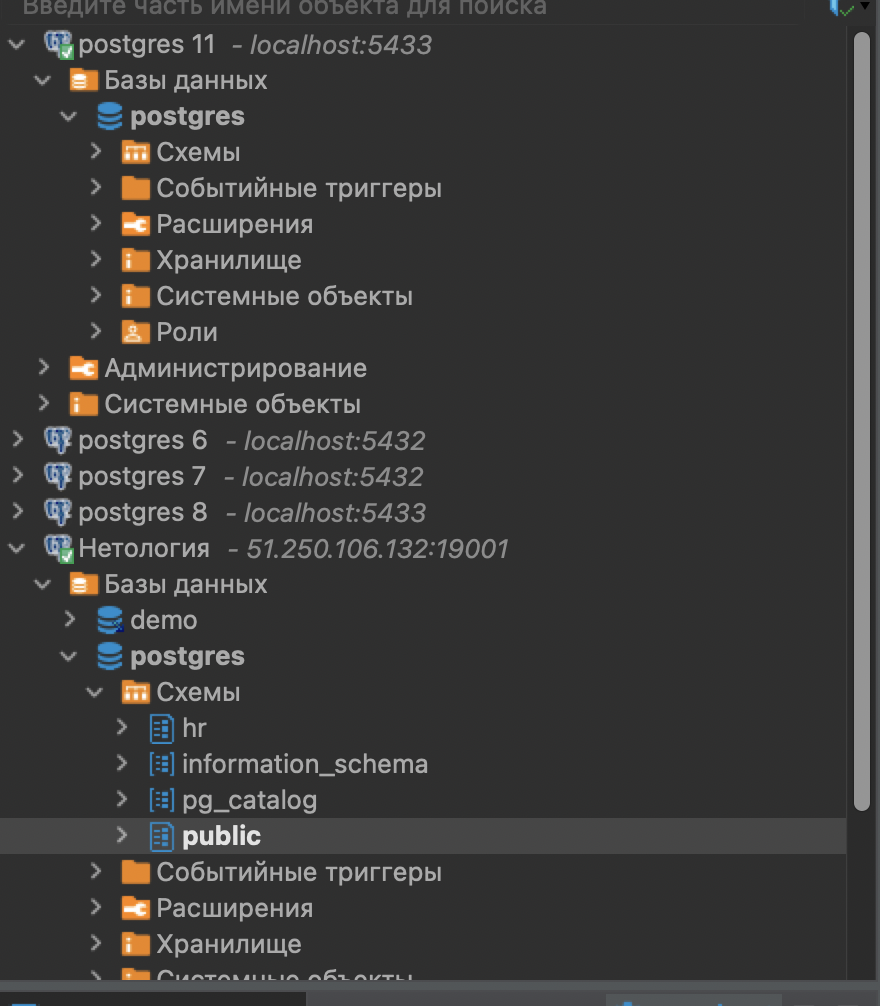 Введите часть имени объекта для поиска
postgres 11 - localhost:5433
Базы данных
postgres
Схемы
Событийные триггеры
Расширения
Хранилище
Системные объекты
Роли
Администрирование
Системные объекты
postgres 6 - localhost:5432
postgres 7 - localhost:5432
postgres 8 - localhost:5433
Нетология - 51.250.106.132:19001
Базы данных
demo
postgres
Схемы
hr
information_schema
pg_catalog
public
Событийные триггеры
Расширения
Хранилище
Системные объекты